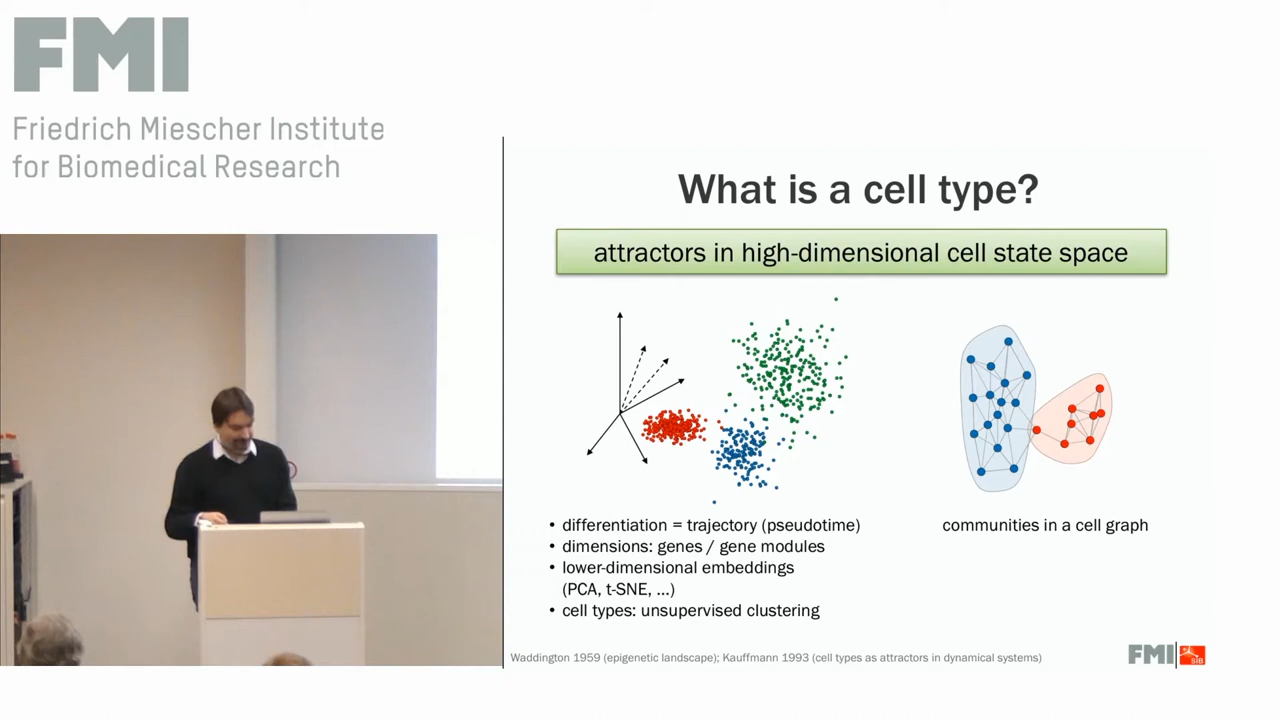 FMI
Friedrich Miescher Institute
for Biomedical Research
What is a cell type?
attractors in high-dimensional cell state space
• differentiation = trajectory (pseudotime)
• dimensions: genes / gene modules
• lower-dimensional embeddings
(PCA, t-SNE, ...)
• cell types: unsupervised clustering
communities in a cell graph
Waddington 1959 (epigenetic landscape); Kauffmann 1993 (cell types as attractors in dynamical systems)
FMI
SIB